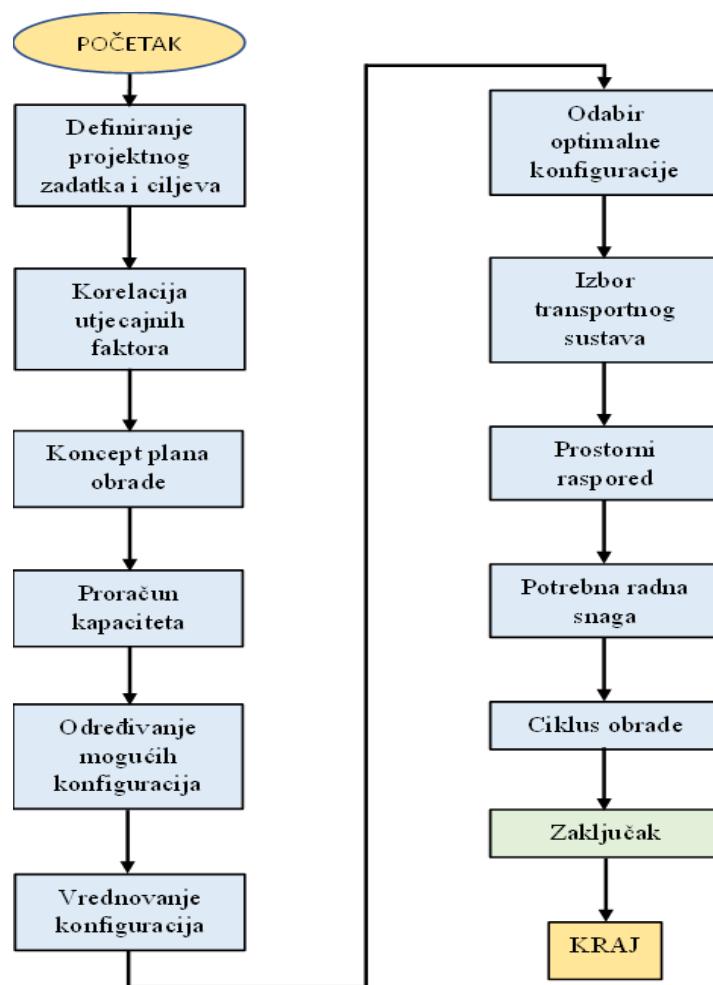 POČETAK
Definiranje
projektnog
zadatka i ciljeva
Korelacija
utjecajnih
faktora
Koncept plana
obrade
Proračun
kapaciteta
Određivanje
mogućih
konfiguracija
Vrednovanje
konfiguracija
Odabir
optimalne
konfiguracije
Izbor
transportnog
sustava
Prostorni
raspored
Potrebna radna
snaga
Ciklus obrade
Zaključak
KRAJ